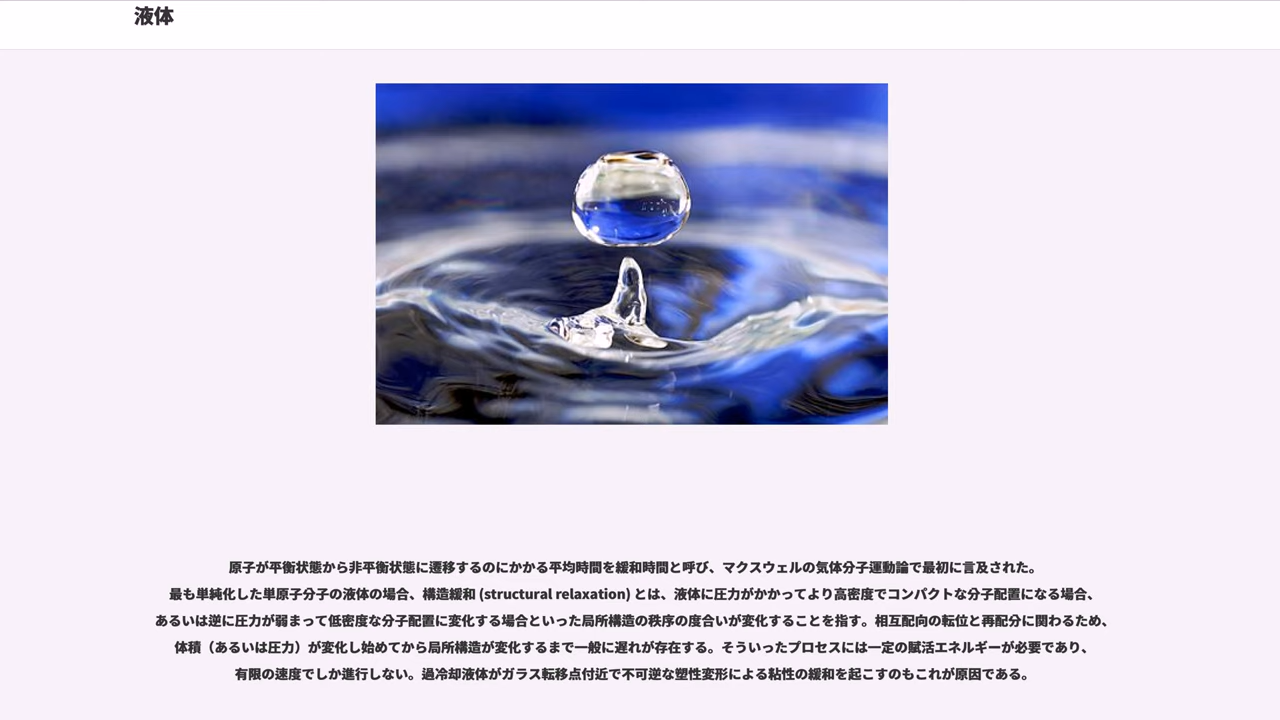 液体
原子が平衡状態から非平衡状態に遷移するのにかかる平均時間を緩和時間と呼び、マクスウェルの気体分子運動論で最初に言及された。
最も単純化した単原子分子の液体の場合、構造緩和 (structural relaxation) とは、液体に圧力がかかってより高密度でコンパクトな分子配置になる場合、
あるいは逆に圧力が弱まって低密度な分子配置に変化する場合といった局所構造の秩序の度合いが変化することを指す。相互配向の転位と再配分に関わるため、
体積（あるいは圧力）が変化し始めてから局所構造が変化するまで一般に遅れが存在する。そういったプロセスには一定の賦活エネルギーが必要であり、
有限の速度でしか進行しない。過冷却液体がガラス転移点付近で不可逆な塑性変形による粘性の緩和を起こすのもこれが原因である。